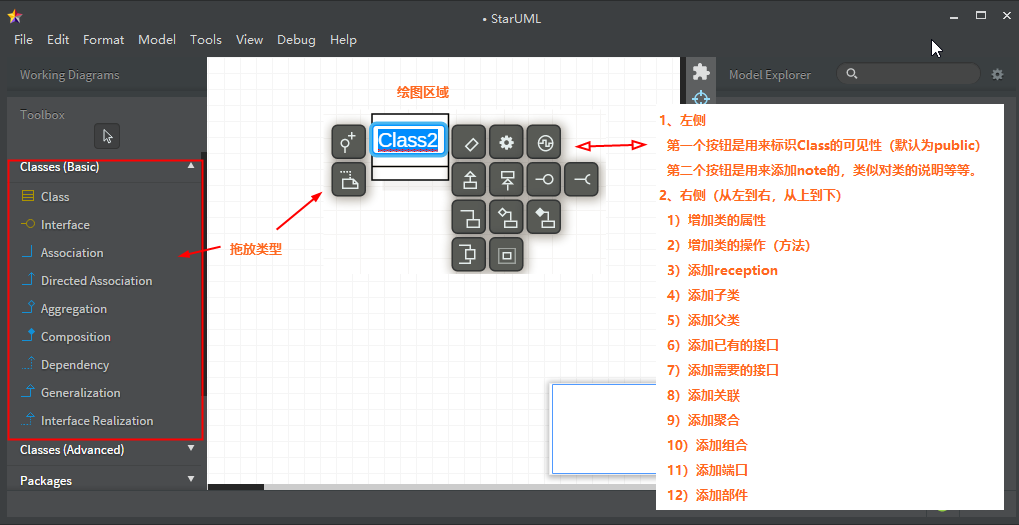 • StarUML
File Edit Format Model Tools View Debug Help
Working Diagrams
Model Explorer
Toolbox
Classes (Basic)
Class
Interface
Association
Directed Association
Aggregation
Composition
Dependency
Generalization
Interface Realization
Classes (Advanced)
Packages
绘图区域
Class2
拖放类型
1、左侧
第一个按钮是用来标识Class的可见性（默认为public）
第二个按钮是用来添加note的，类似对类的说明等等。
2、右侧（从左到右，从上到下）
1）增加类的属性
2）增加类的操作（方法）
3）添加reception
4）添加子类
5）添加父类
6）添加已有的接口
7）添加需要的接口
8）添加关联
9）添加聚合
10）添加组合
11）添加端口
12）添加部件